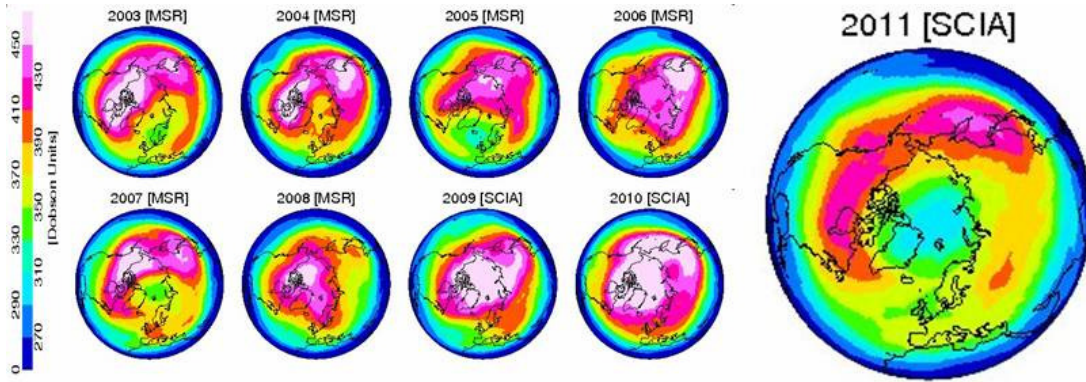 2003 [MSR]
2004 [MSR]
2005 [MSR]
2006 [MSR]
2011 [SCIA]
2007 [MSR]
2008 [MSR]
2009 [SCIA]
2010 [SCIA]
0 270 290 310 330 350 370 390 410 430 450
[Dobson Units]